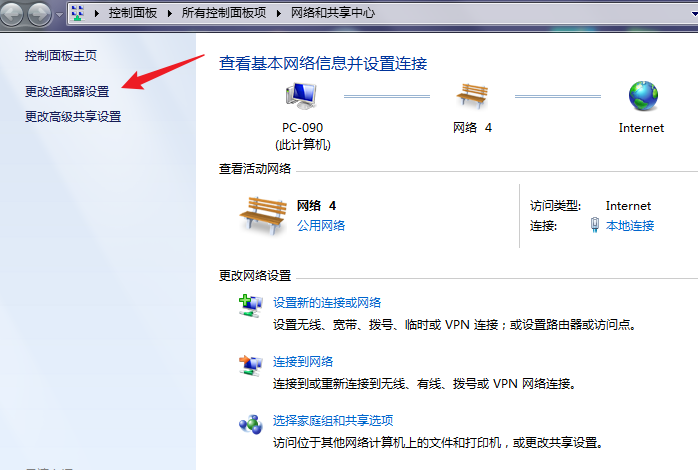 控制面板 ▸ 所有控制面板项 ▸ 网络和共享中心
控制面板主页
更改适配器设置
更改高级共享设置
查看基本网络信息并设置连接
PC-090
(此计算机)
网络 4
Internet
查看活动网络
网络 4
公用网络
访问类型: Internet
连接: 本地连接
更改网络设置
设置新的连接或网络
设置无线、宽带、拨号、临时或 VPN 连接；或设置路由器或访问点。
连接到网络
连接到或重新连接到无线、有线、拨号或 VPN 网络连接。
选择家庭组和共享选项
访问位于其他网络计算机上的文件和打印机，或更改共享设置。